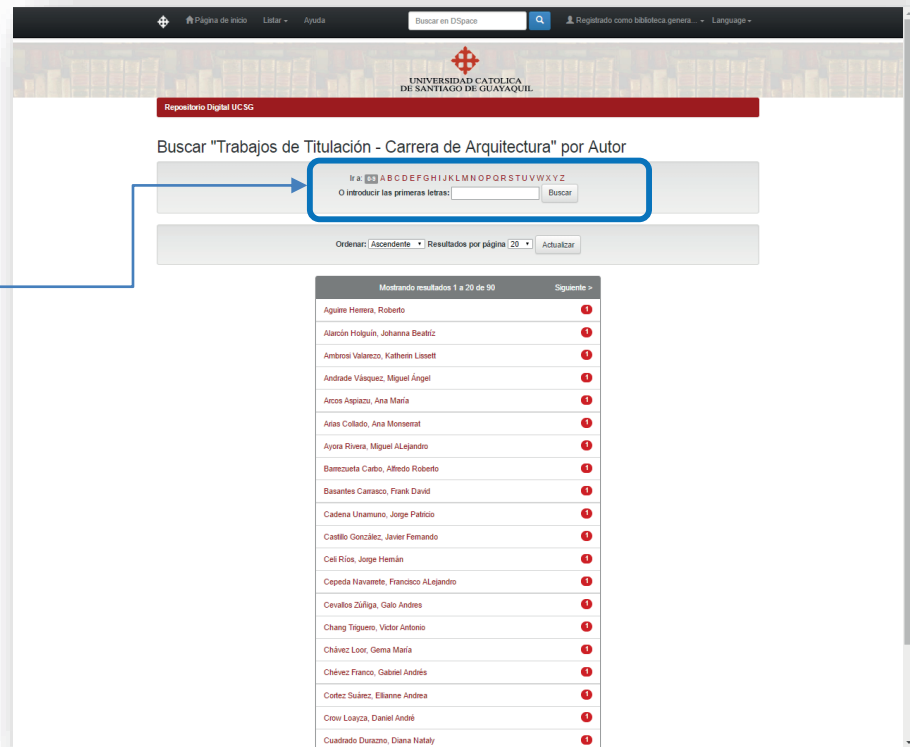 Página de inicio Listar Ayuda Buscar en DSpace Registrado como biblioteca.genera... Language
UNIVERSIDAD CATOLICA
DE SANTIAGO DE GUAYAQUIL
Repositorio Digital UCSG
Buscar "Trabajos de Titulación - Carrera de Arquitectura" por Autor
Ir a: 0-9 A B C D E F G H I J K L M N O P Q R S T U V W X Y Z
O introducir las primeras letras: Buscar
Ordenar: Ascendente Resultados por página 20 Actualizar
Mostrando resultados 1 a 20 de 90 Siguiente >
Aguirre Herrera, Roberto 1
Alarcón Holguín, Johanna Beatríz 1
Ambrosi Valarezo, Katherin Lissett 1
Andrade Vásquez, Miguel Ángel 1
Arcos Aspiazu, Ana María 1
Arias Collado, Ana Monserrat 1
Ayora Rivera, Miguel ALejandro 1
Barrezueta Carbo, Alfredo Roberto 1
Basantes Carrasco, Frank David 1
Cadena Unamuno, Jorge Patricio 1
Castillo González, Javier Fernando 1
Celi Ríos, Jorge Hernán 1
Cepeda Navarrete, Francisco ALejandro 1
Cevallos Zúñiga, Galo Andres 1
Chang Triguero, Victor Antonio 1
Chávez Loor, Gema María 1
Chévez Franco, Gabriel Andrés 1
Cortez Suárez, Ellianne Andrea 1
Crow Loayza, Daniel André 1
Cuadrado Durazno, Diana Nataly 1